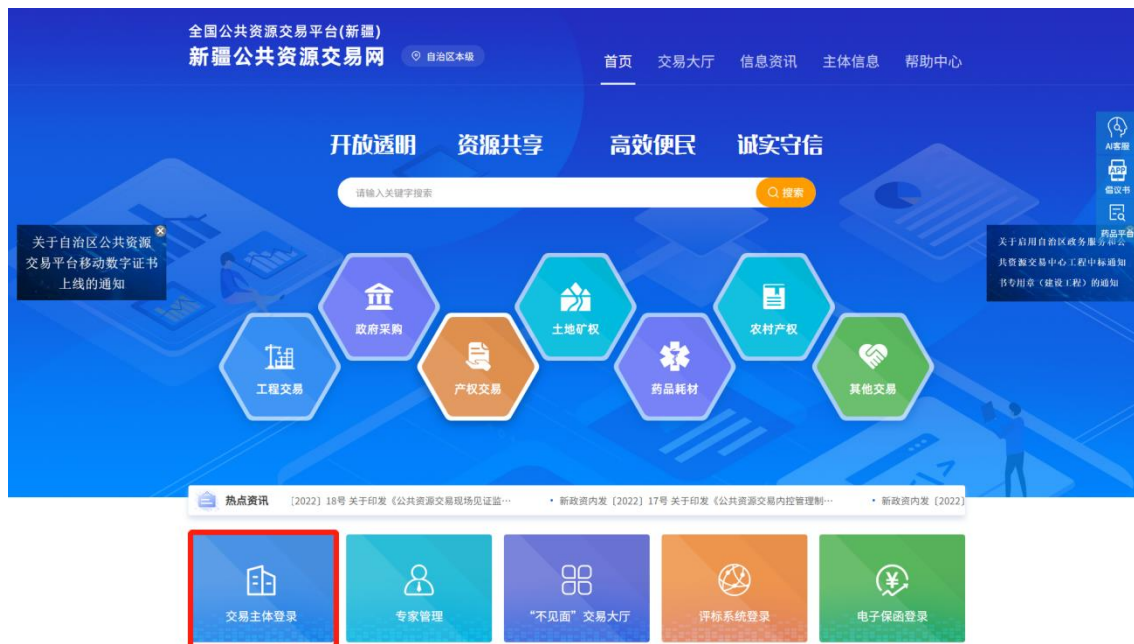 全国公共资源交易平台(新疆)
新疆公共资源交易网
自治区本级
首页 交易大厅 信息资讯 主体信息 帮助中心
开放透明 资源共享 高效便民 诚实守信
请输入关键字搜索
搜索
AI客服
APP
倡议书
药品平台
关于自治区公共资源
交易平台移动数字证书
上线的通知
关于启用自治区政务服务和公
共资源交易中心工程中标通知
书专用章(建设工程)的通知
政府采购
土地矿权
农村产权
工程交易
产权交易
药品耗材
其他交易
热点资讯 〔2022〕18号 关于印发《公共资源交易现场见证监… • 新政资内发〔2022〕17号 关于印发《公共资源交易内控管理制… • 新政资内发〔2022〕
交易主体登录
专家管理
“不见面”交易大厅
评标系统登录
电子保函登录